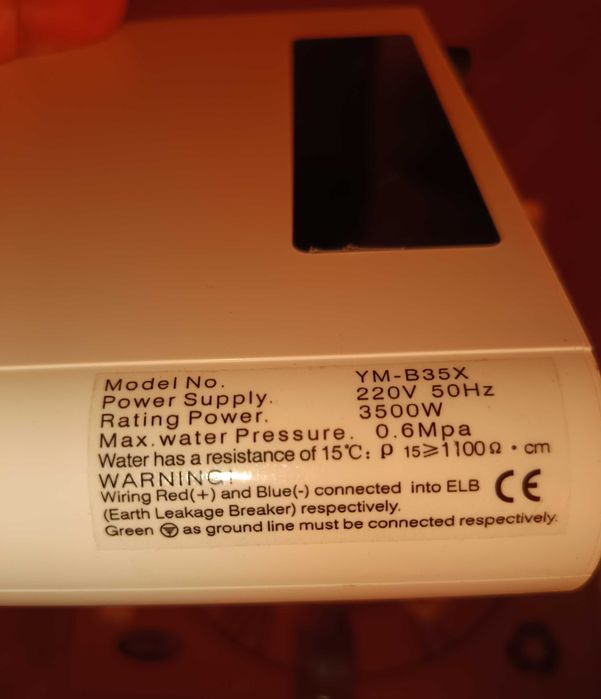 Model No. YM-B35X
Power Supply. 220V 50Hz
Rating Power. 3500W
Max.water Pressure. 0.6Mpa
Water has a resistance of 15℃: ρ 15≥1100Ω·cm
WARNING!
Wiring Red(+) and Blue(-) connected into ELB CE
(Earth Leakage Breaker) respectively.
Green as ground line must be connected respectively.